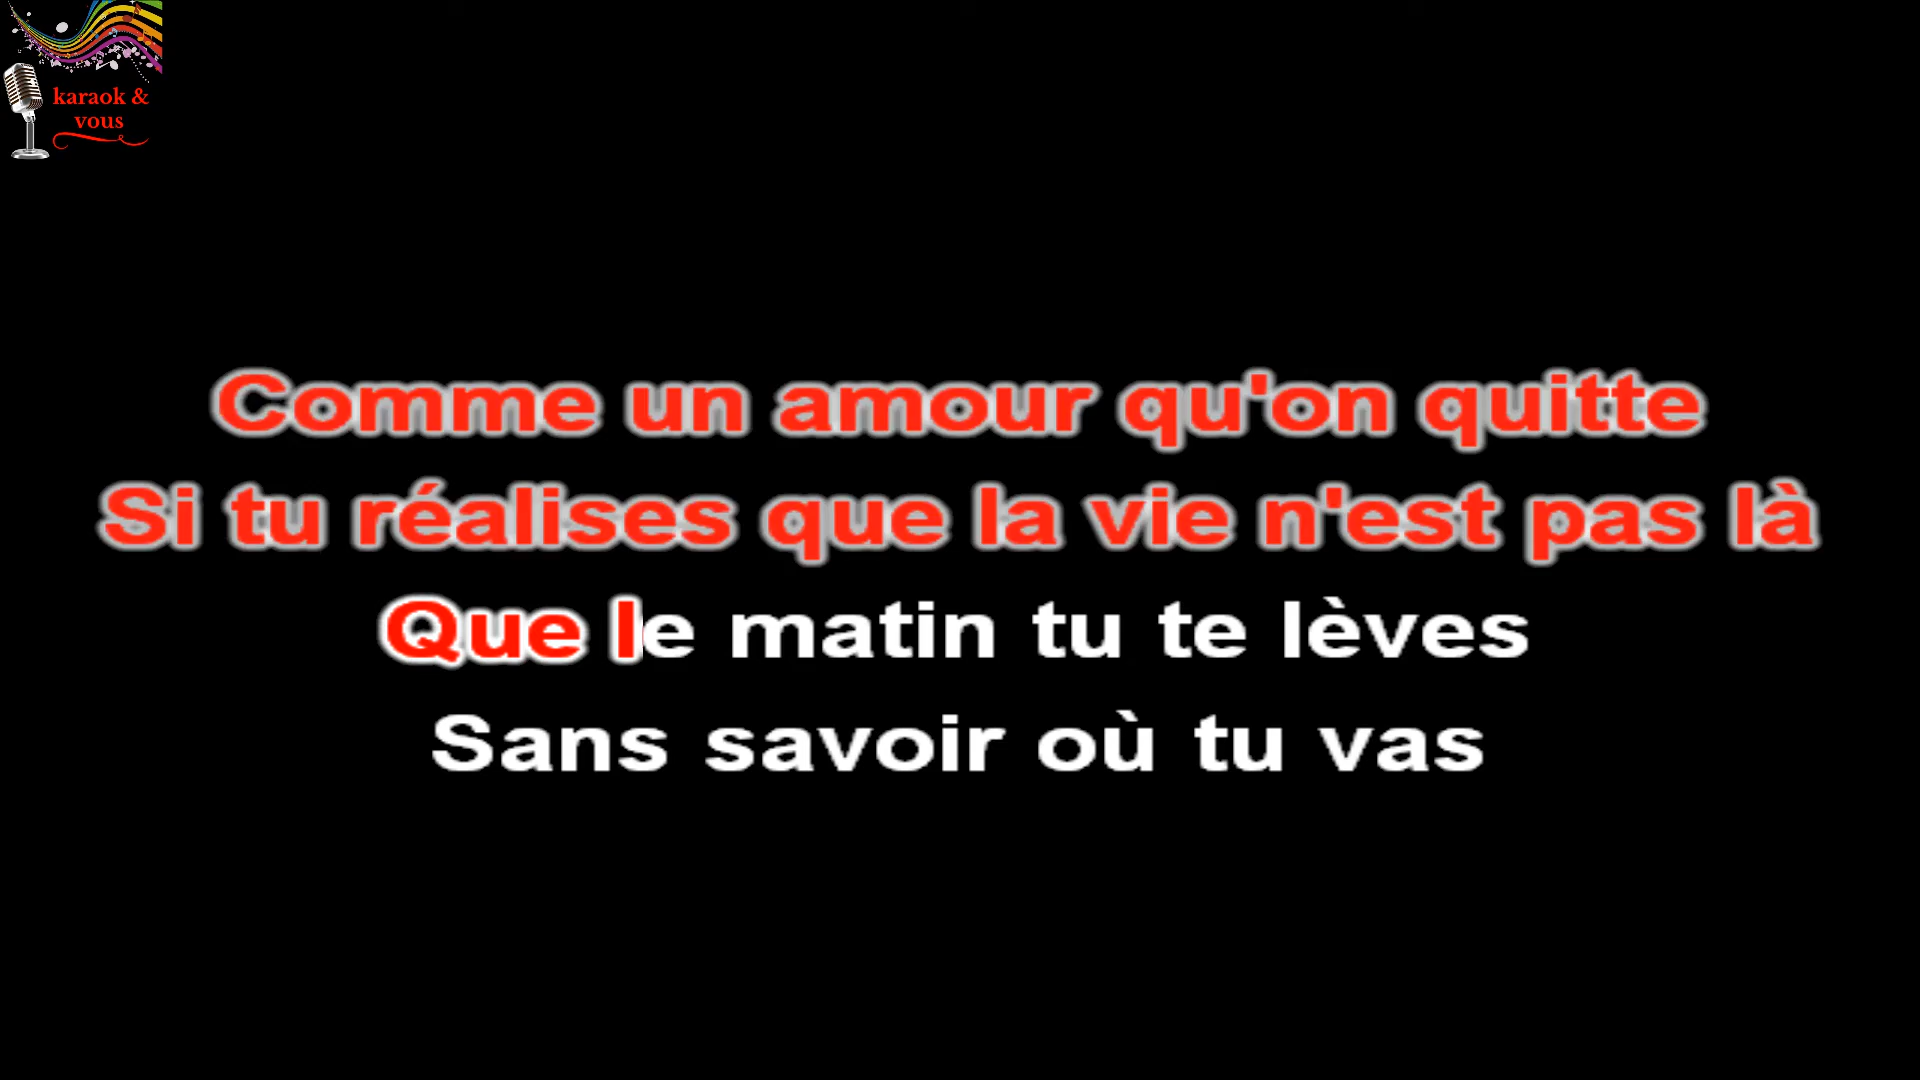 karaok &
vous
Comme un amour qu'on quitte
Si tu réalises que la vie n'est pas là
Que le matin tu te lèves
Sans savoir où tu vas